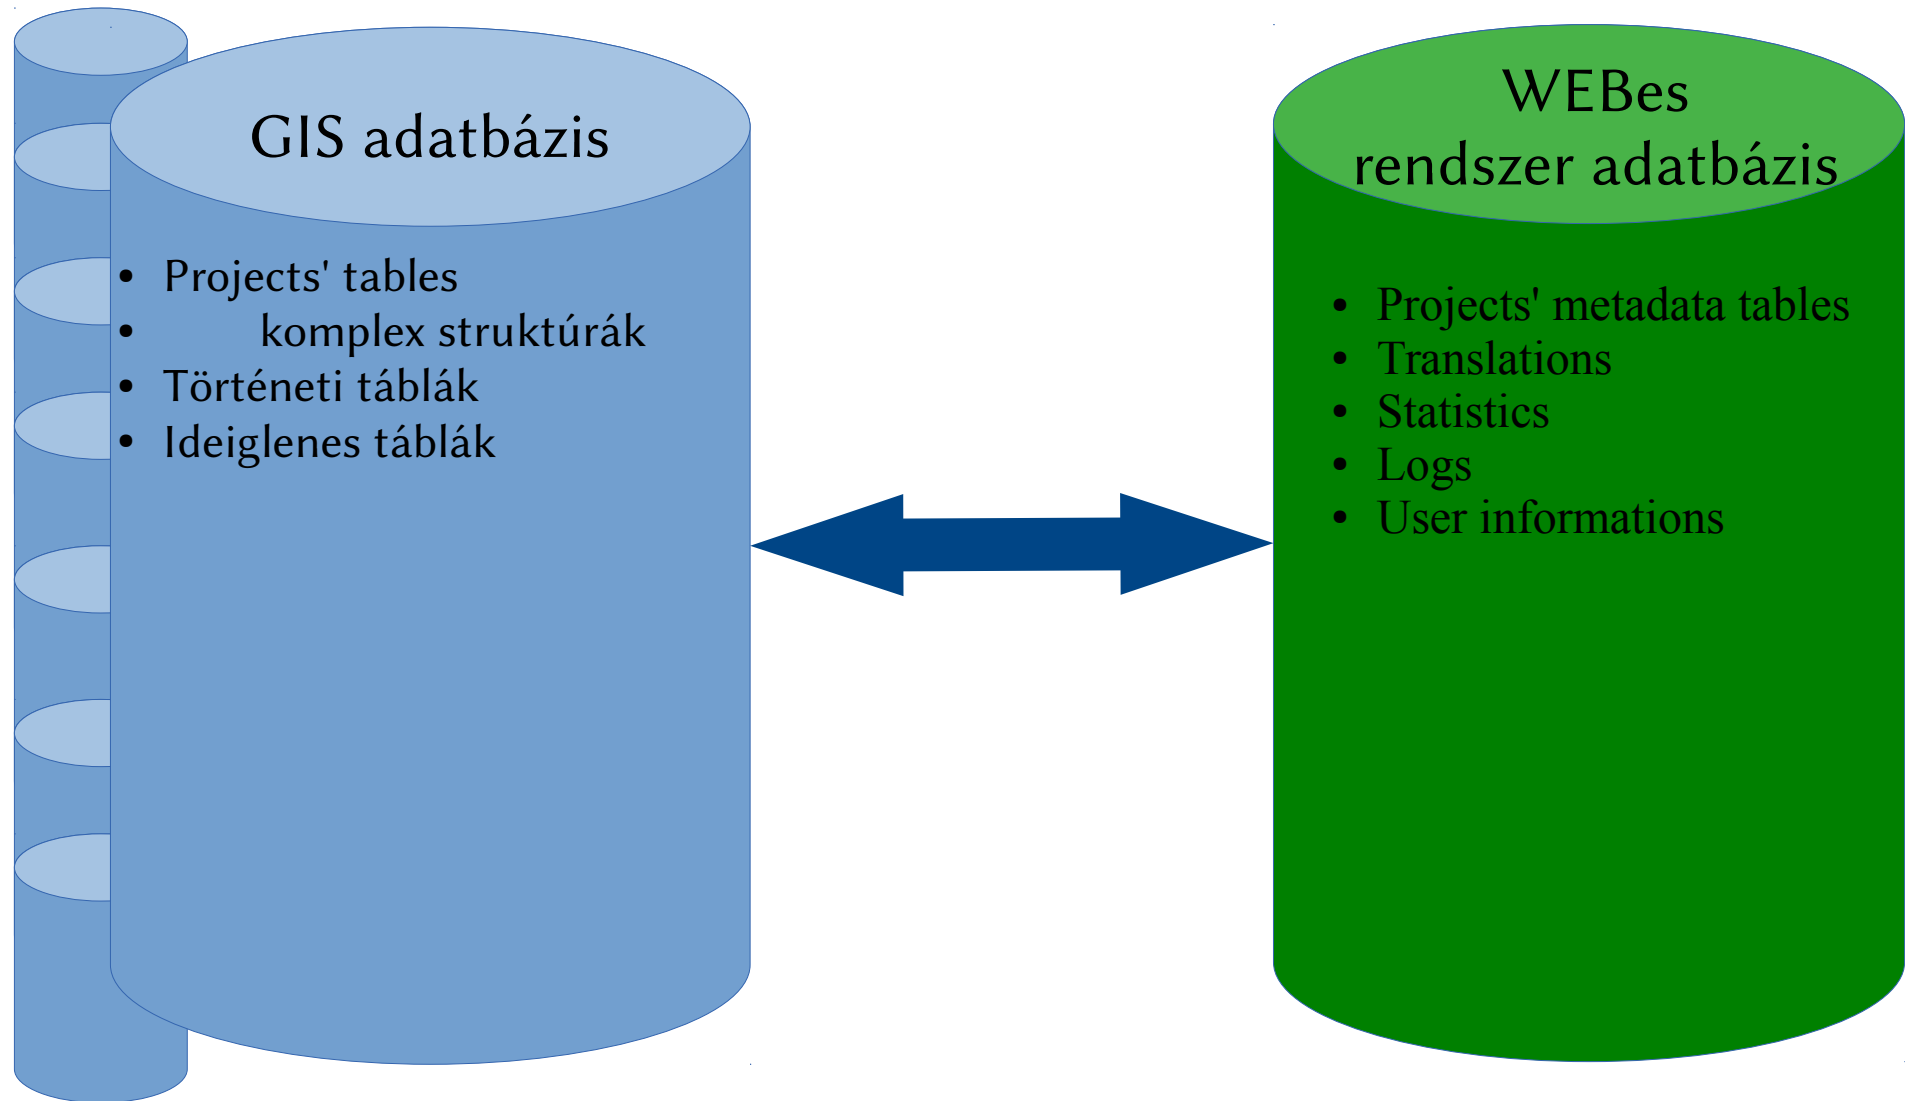 GIS adatbázis
• Projects' tables
• komplex struktúrák
• Történeti táblák
• Ideiglenes táblák
WEBes
rendszer adatbázis
• Projects' metadata tables
• Translations
• Statistics
• Logs
• User informations